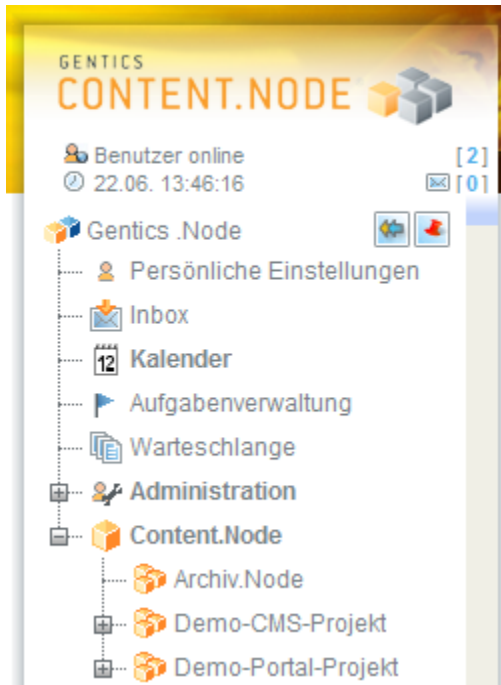 GENTICS
CONTENT.NODE
Benutzer online [2]
22.06. 13:46:16 [0]
Gentics .Node
Persönliche Einstellungen
Inbox
12 Kalender
Aufgabenverwaltung
Warteschlange
Administration
Content.Node
Archiv.Node
Demo-CMS-Projekt
Demo-Portal-Projekt